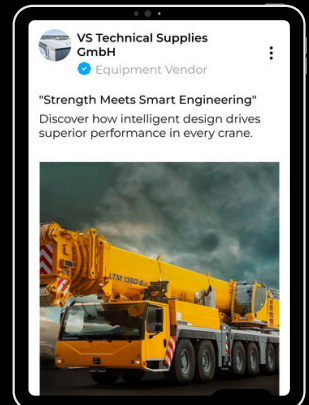 VS Technical Supplies
GmbH
Equipment Vendor
"Strength Meets Smart Engineering"
Discover how intelligent design drives
superior performance in every crane.
LTM 1350-6.1